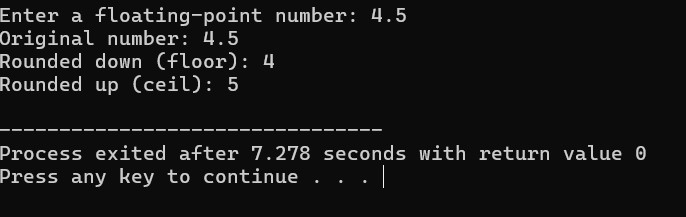 Enter a floating-point number: 4.5
Original number: 4.5
Rounded down (floor): 4
Rounded up (ceil): 5
--------------------------------
Process exited after 7.278 seconds with return value 0
Press any key to continue . . .